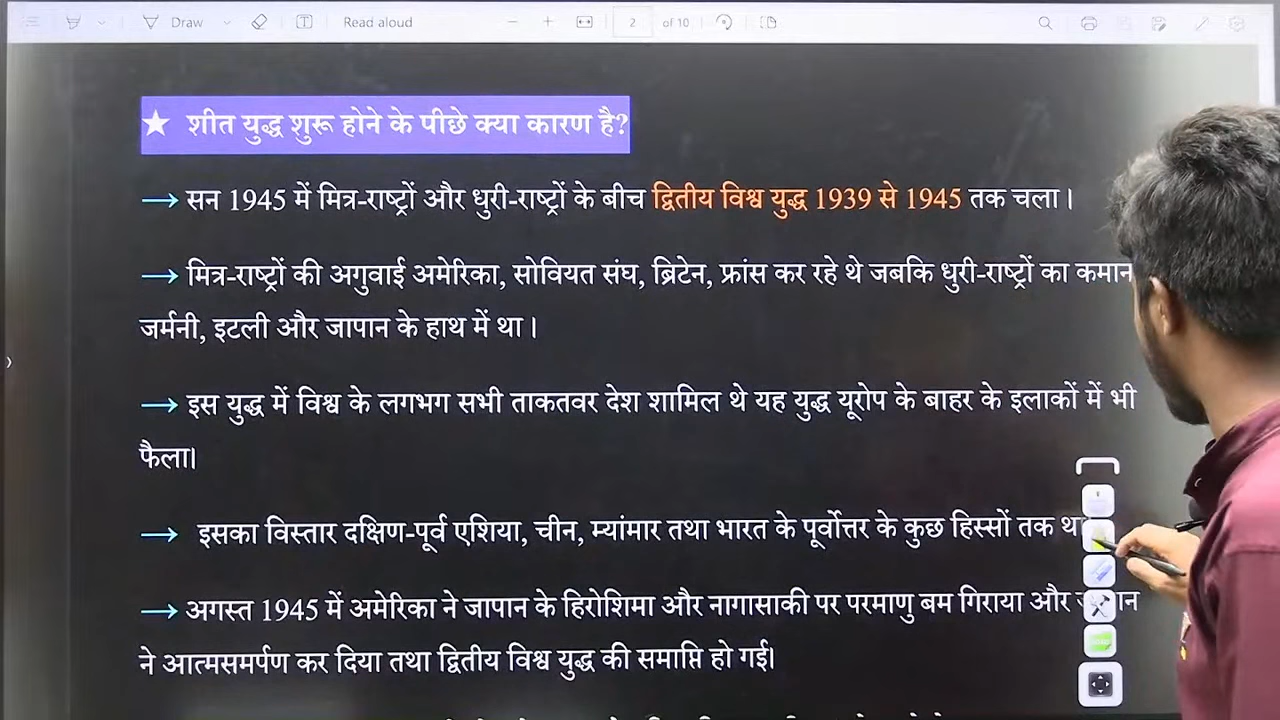 Draw
Read aloud
2 of 10
★ शीत युद्ध शुरू होने के पीछे क्या कारण है?
→ सन 1945 में मित्र-राष्ट्रों और धुरी-राष्ट्रों के बीच द्वितीय विश्व युद्ध 1939 से 1945 तक चला।
→ मित्र-राष्ट्रों की अगुवाई अमेरिका, सोवियत संघ, ब्रिटेन, फ्रांस कर रहे थे जबकि धुरी-राष्ट्रों का कमान
जर्मनी, इटली और जापान के हाथ में था।
→ इस युद्ध में विश्व के लगभग सभी ताकतवर देश शामिल थे यह युद्ध यूरोप के बाहर के इलाकों में भी
फैला।
→ इसका विस्तार दक्षिण-पूर्व एशिया, चीन, म्यांमार तथा भारत के पूर्वोत्तर के कुछ हिस्सों तक
→ अगस्त 1945 में अमेरिका ने जापान के हिरोशिमा और नागासाकी पर परमाणु बम गिराया और
ने आत्मसमर्पण कर दिया तथा द्वितीय विश्व युद्ध की समाप्ति हो गई।